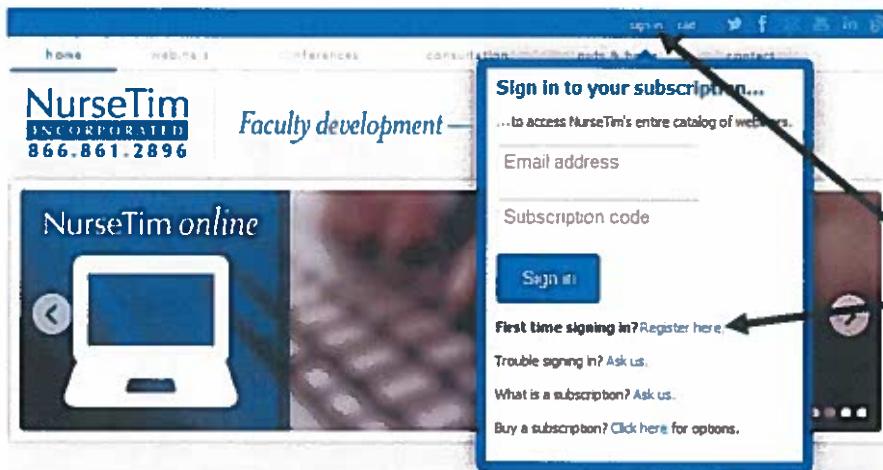 sign in
home
conferences
consultation
contact
NurseTim
INCORPORATED
866.861.2896
Faculty development —
Sign in to your subscription...
...to access NurseTim's entire catalog of webinars.
Email address
Subscription code
Sign in
First time signing in? Register here.
Trouble signing in? Ask us.
What is a subscription? Ask us.
Buy a subscription? Click here for options.
NurseTim online